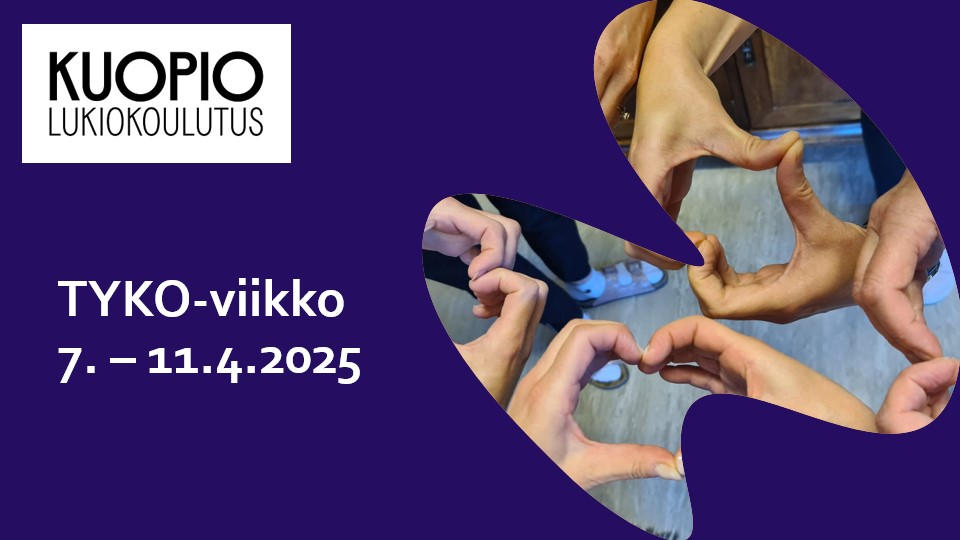 KUOPIO
LUKIOKOULUTUS
TYKO-viikko
7. – 11.4.2025